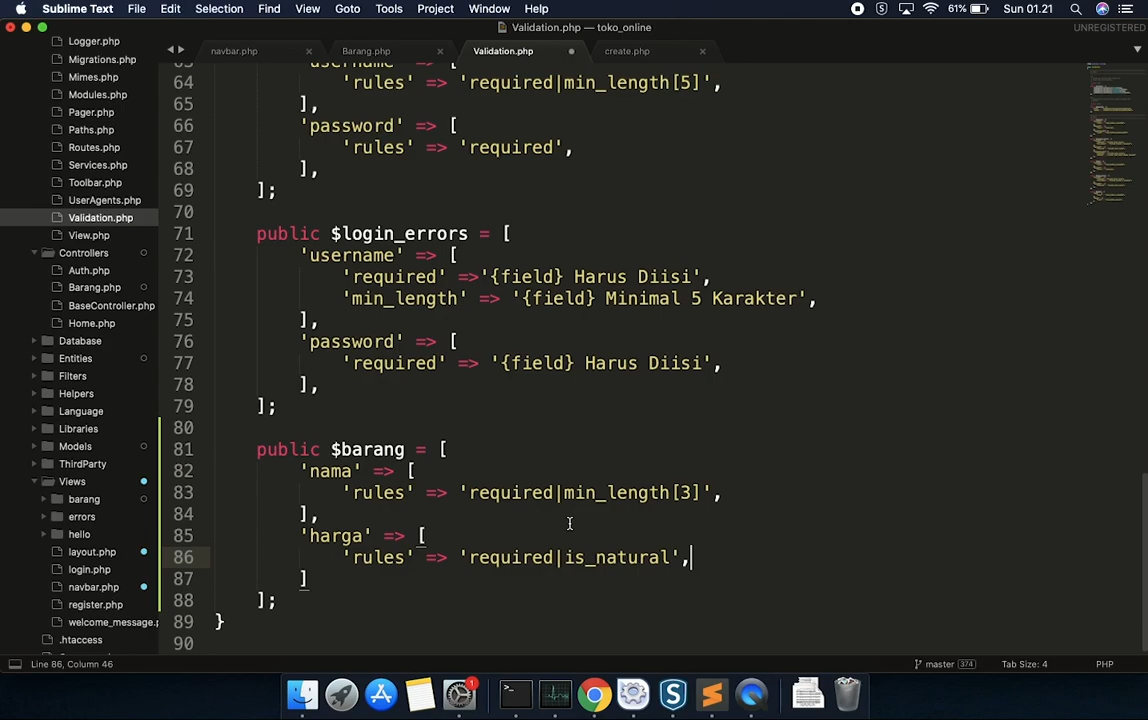 Sublime Text File Edit Selection Find View Goto Tools Project Window Help 61% Sun 01.21
Validation.php — toko_online UNREGISTERED
navbar.php × Barang.php × Validation.php create.php ×
Logger.php
Migrations.php
Mimes.php
Modules.php
Pager.php
Paths.php
Routes.php
Services.php
Toolbar.php
UserAgents.php
Validation.php
View.php
Controllers
Auth.php
Barang.php
BaseController.php
Home.php
Database
Entities
Filters
Helpers
Language
Libraries
Models
ThirdParty
Views
barang
errors
hello
layout.php
login.php
navbar.php
register.php
welcome_message.p
.htaccess
app
63 'username' => [
64 'rules' => 'required|min_length[5]',
65 ],
66 'password' => [
67 'rules' => 'required',
68 ],
69 ];
70
71 public $login_errors = [
72 'username' => [
73 'required' =>'{field} Harus Diisi',
74 'min_length' => '{field} Minimal 5 Karakter',
75 ],
76 'password' => [
77 'required' => '{field} Harus Diisi',
78 ],
79 ];
80
81 public $barang = [
82 'nama' => [
83 'rules' => 'required|min_length[3]',
84 ],
85 'harga' => [
86 'rules' => 'required|is_natural',
87 ]
88 ];
89 }
90
Line 86, Column 46 master 374 Tab Size: 4 PHP
1